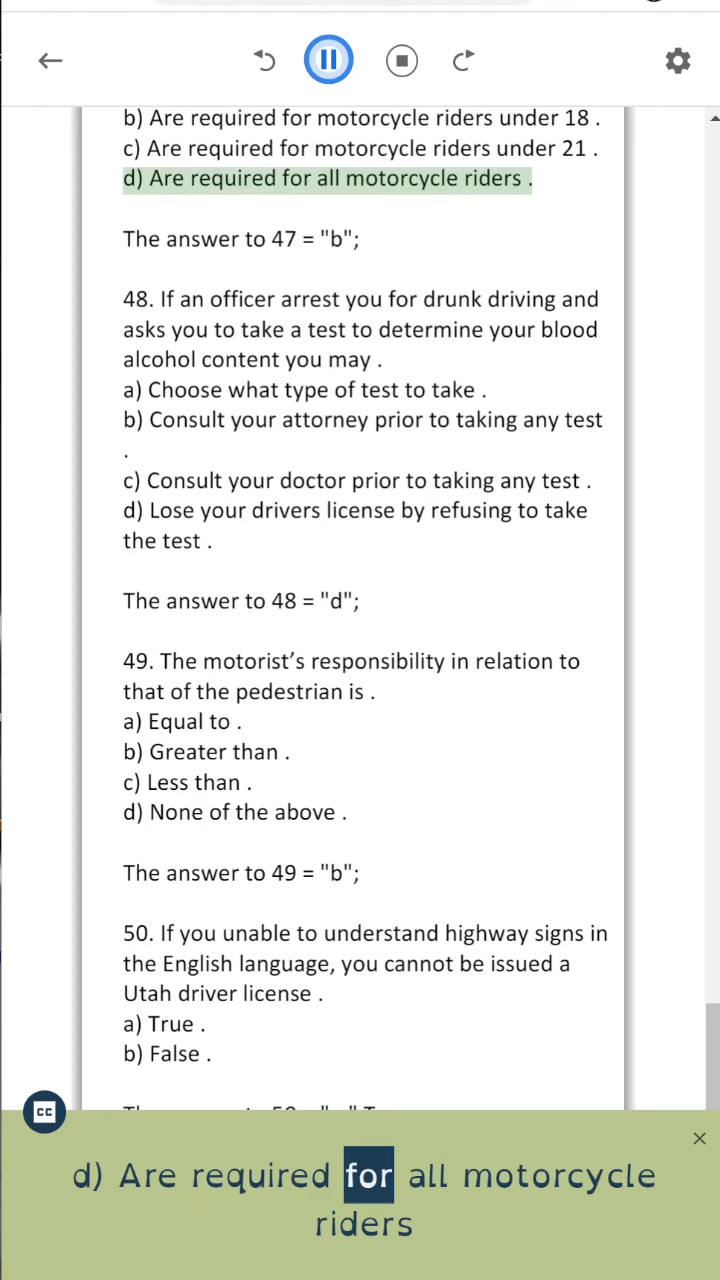 b) Are required for motorcycle riders under 18 .
c) Are required for motorcycle riders under 21 .
d) Are required for all motorcycle riders .
The answer to 47 = "b";
48. If an officer arrest you for drunk driving and
asks you to take a test to determine your blood
alcohol content you may .
a) Choose what type of test to take .
b) Consult your attorney prior to taking any test
.
c) Consult your doctor prior to taking any test .
d) Lose your drivers license by refusing to take
the test .
The answer to 48 = "d";
49. The motorist’s responsibility in relation to
that of the pedestrian is .
a) Equal to .
b) Greater than .
c) Less than .
d) None of the above .
The answer to 49 = "b";
50. If you unable to understand highway signs in
the English language, you cannot be issued a
Utah driver license .
a) True .
b) False .
CC
d) Are required for all motorcycle
riders